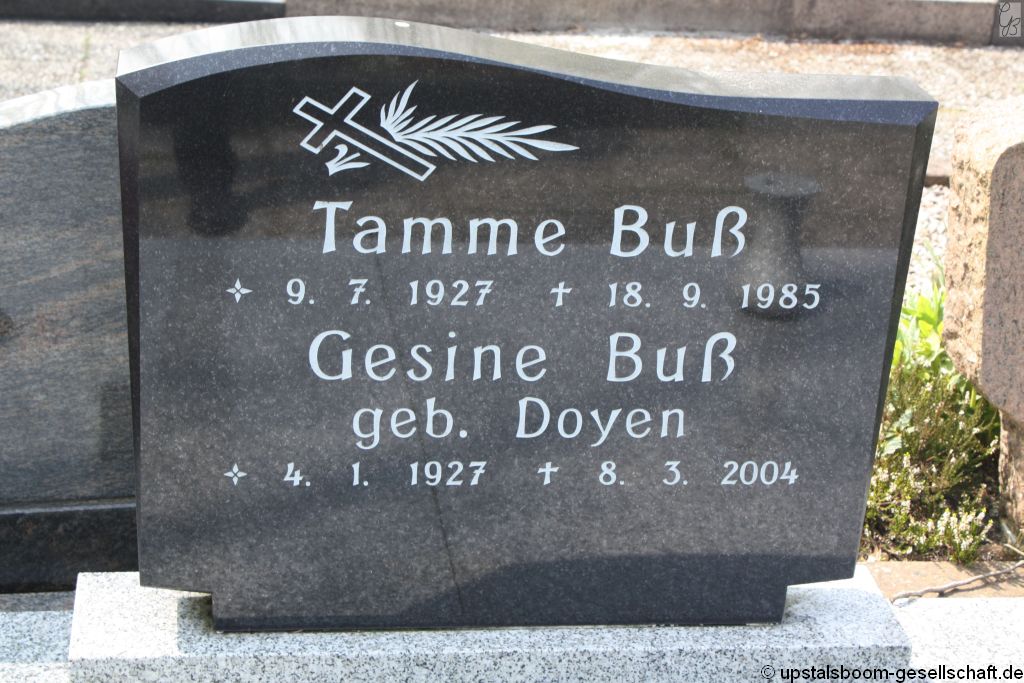 Tamme Buß
✧ 9. 7. 1927 † 18. 9. 1985
Gesine Buß
geb. Doyen
✧ 4. 1. 1927 † 8. 3. 2004
© upstalsboom-gesellschaft.de